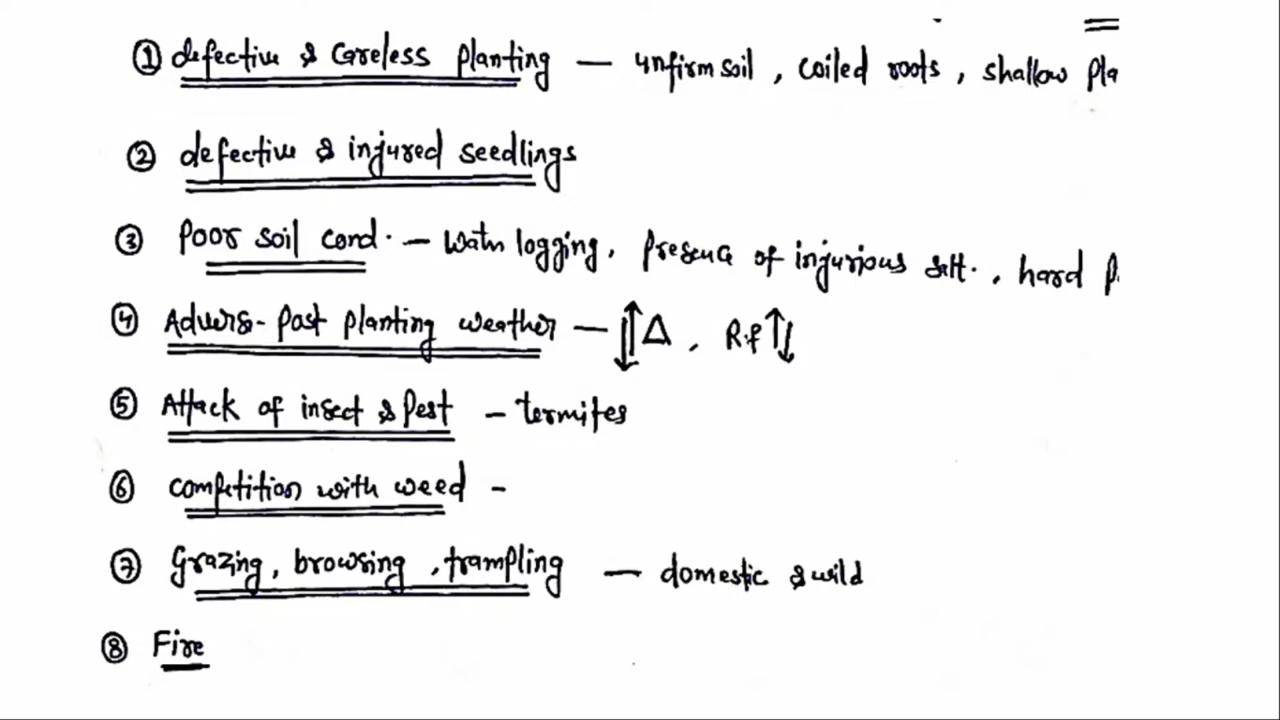 ① defective & Careless planting — unfirm soil , coiled roots , shallow pla
② defective & injured seedlings
③ Poor soil cond. — Water logging, presence of injurious salt. , hard p
④ Adverse- Post planting weather — ↑↓ Δ , R.f ↑↓
⑤ Attack of insect & Pest — termites
⑥ competition with weed -
⑦ Grazing, browsing , trampling — domestic & wild
⑧ Fire